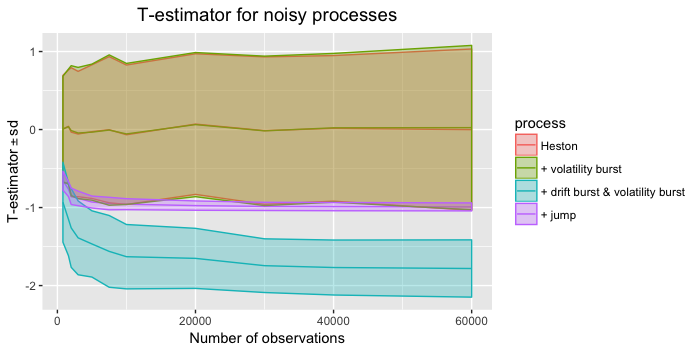 T-estimator for noisy processes
T-estimator ± sd
1
0
-1
-2
0
20000
40000
60000
Number of observations
process
Heston
+ volatility burst
+ drift burst & volatility burst
+ jump